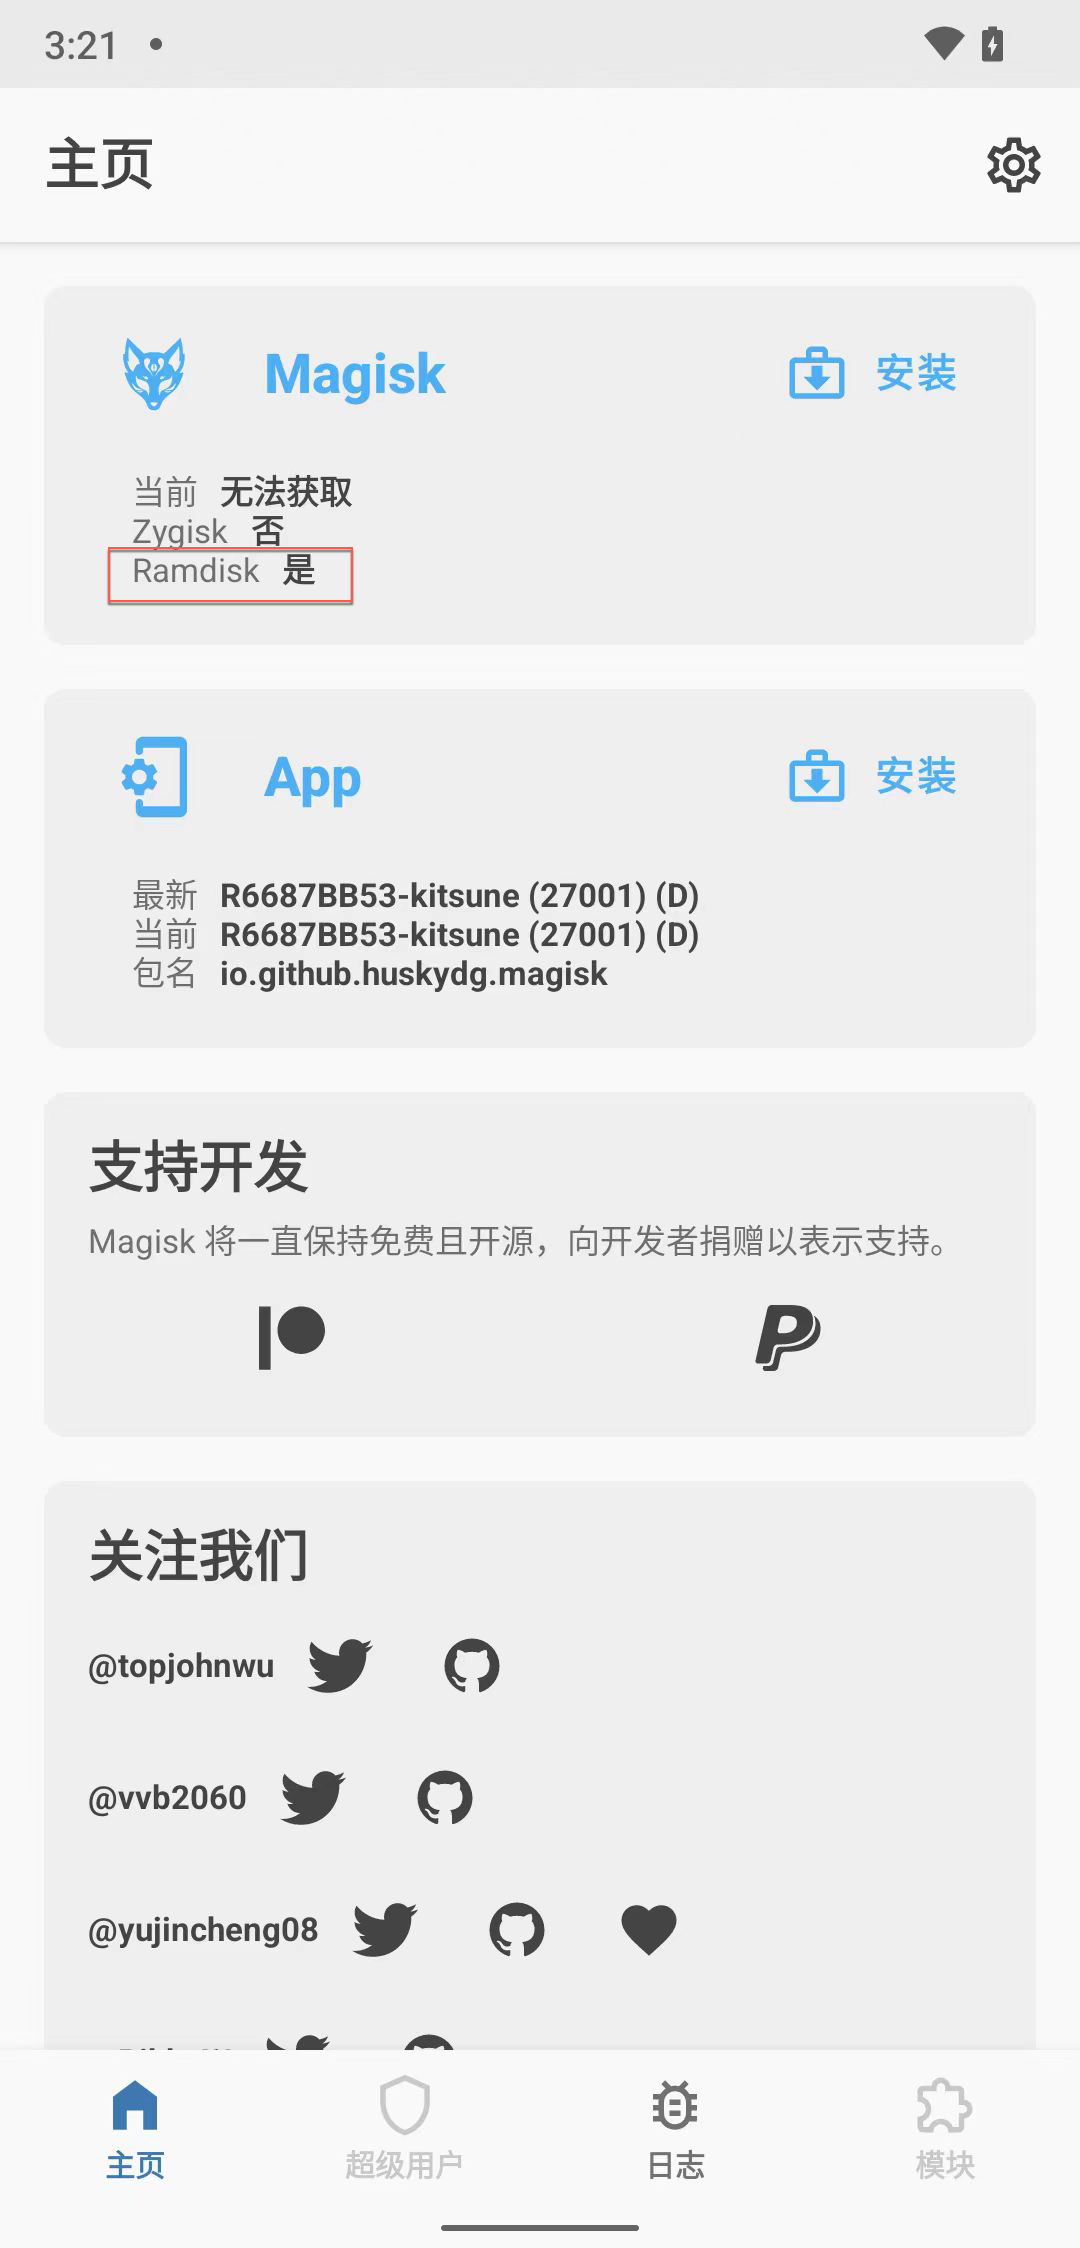 3:21
主页
Magisk
安装
当前 无法获取
Zygisk 否
Ramdisk 是
App
安装
最新 R6687BB53-kitsune (27001) (D)
当前 R6687BB53-kitsune (27001) (D)
包名 io.github.huskydg.magisk
支持开发
Magisk 将一直保持免费且开源，向开发者捐赠以表示支持。
关注我们
@topjohnwu
@vvb2060
@yujincheng08
主页
超级用户
日志
模块